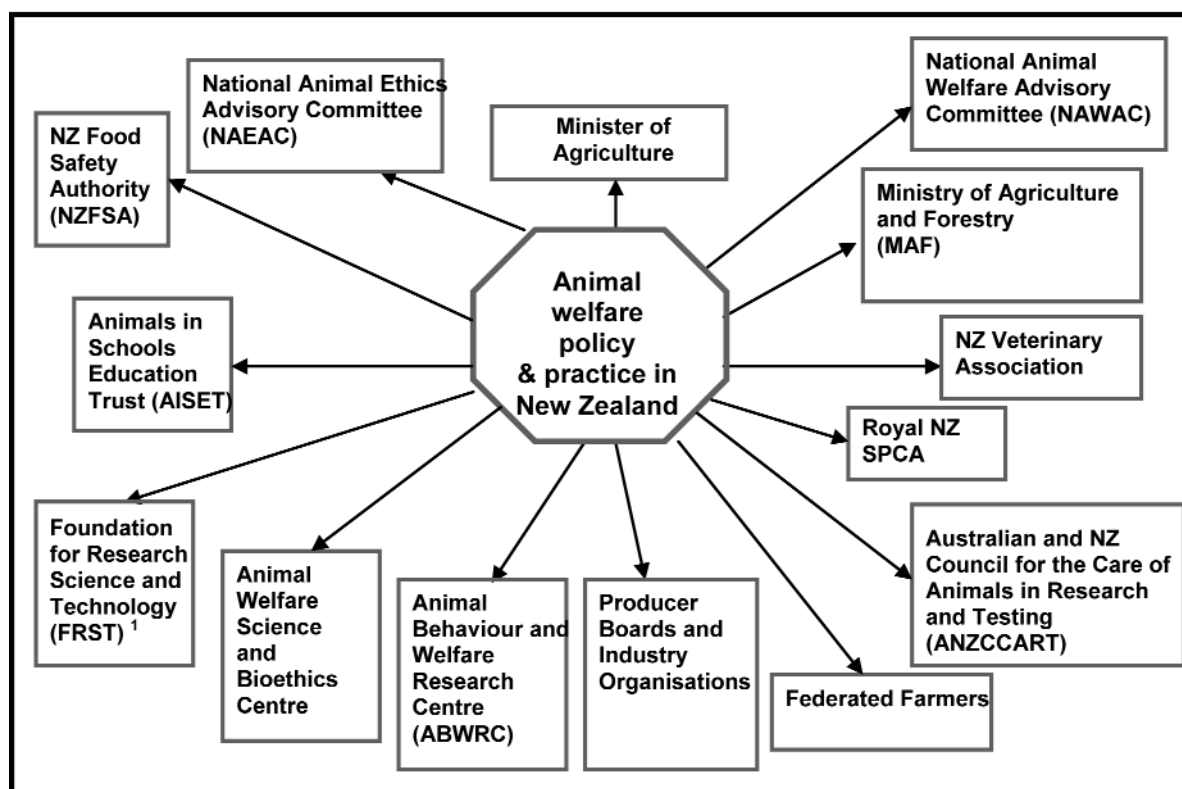 National Animal Ethics
Advisory Committee
(NAEAC)
NZ Food
Safety
Authority
(NZFSA)
Minister of
Agriculture
National Animal
Welfare Advisory
Committee (NAWAC)
Ministry of Agriculture
and Forestry
(MAF)
Animal
welfare
policy
& practice in
New Zealand
Animals in
Schools
Education
Trust (AISET)
NZ Veterinary
Association
Royal NZ
SPCA
Foundation
for Research
Science and
Technology
(FRST) 1
Animal
Welfare
Science
and
Bioethics
Centre
Animal
Behaviour and
Welfare
Research
Centre
(ABWRC)
Producer
Boards and
Industry
Organisations
Federated Farmers
Australian and NZ
Council for the Care of
Animals in Research
and Testing
(ANZCCART)